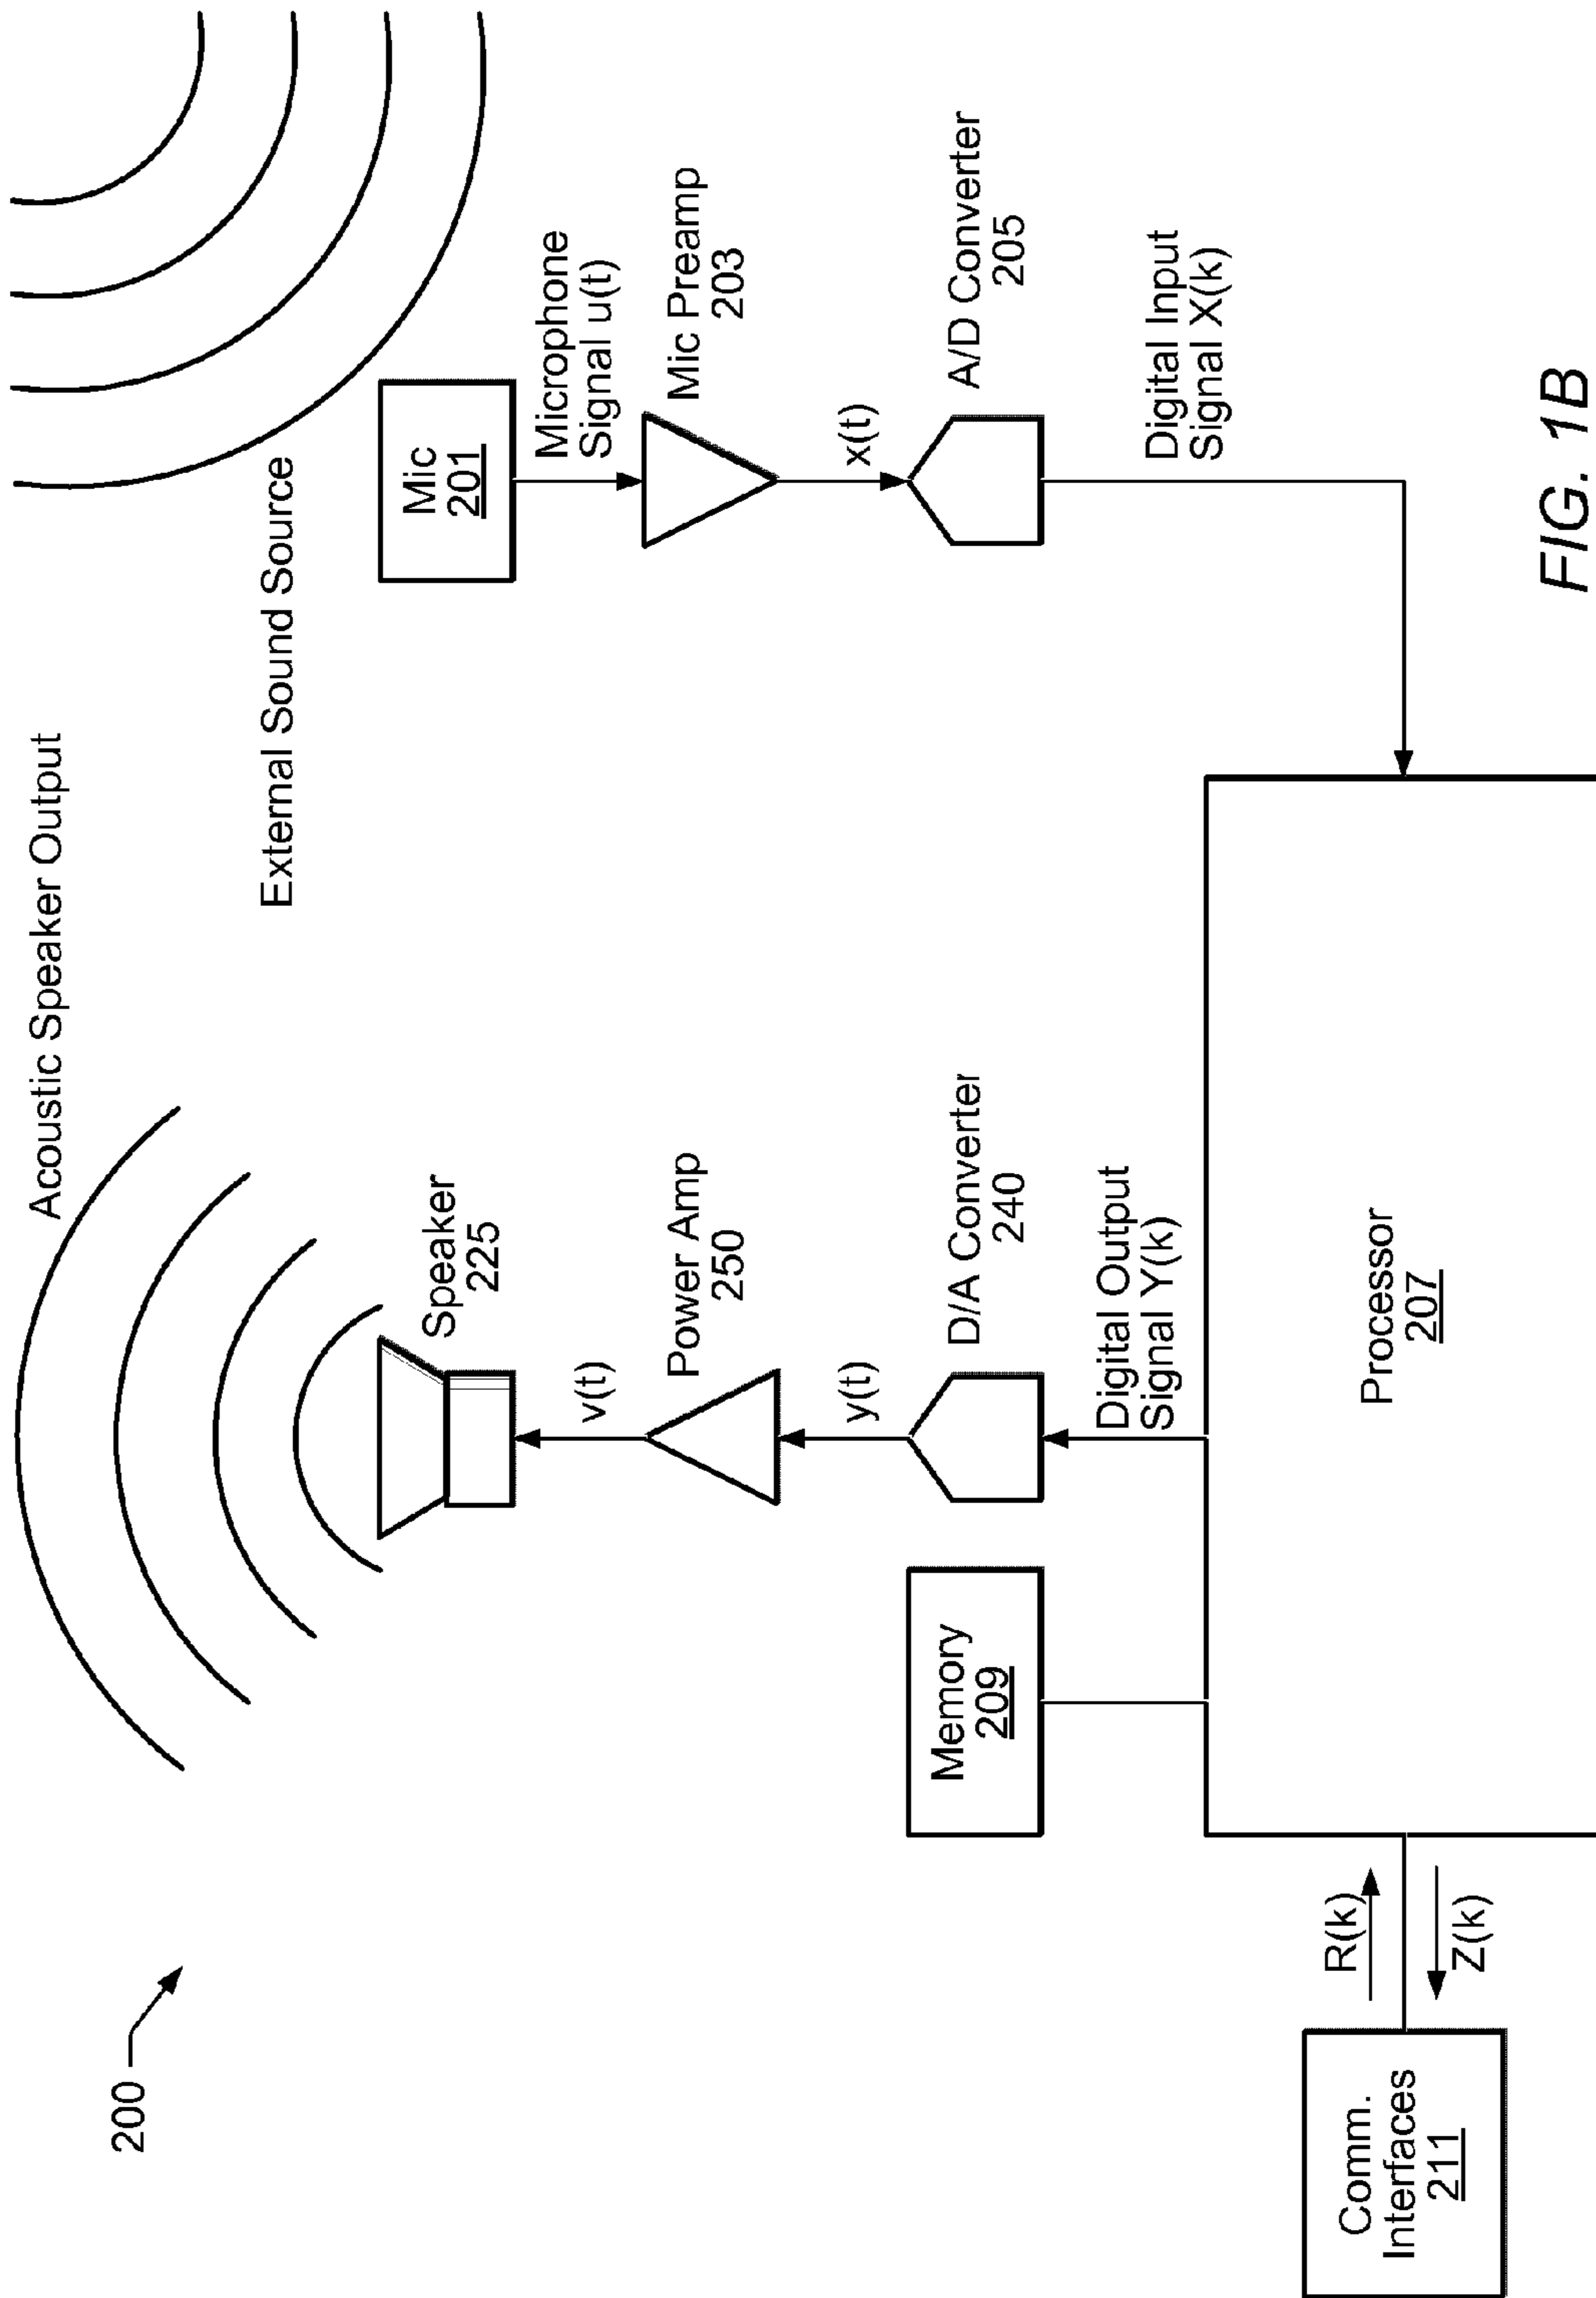 200
Acoustic Speaker Output
External Sound Source
Speaker
225
Mic
201
v(t)
Microphone
Signal u(t)
Power Amp
250
Mic Preamp
203
y(t)
x(t)
Memory
209
D/A Converter
240
A/D Converter
205
Digital Output
Signal Y(k)
Digital Input
Signal X(k)
R(k)
Z(k)
Comm.
Interfaces
211
Processor
207
FIG. 1B